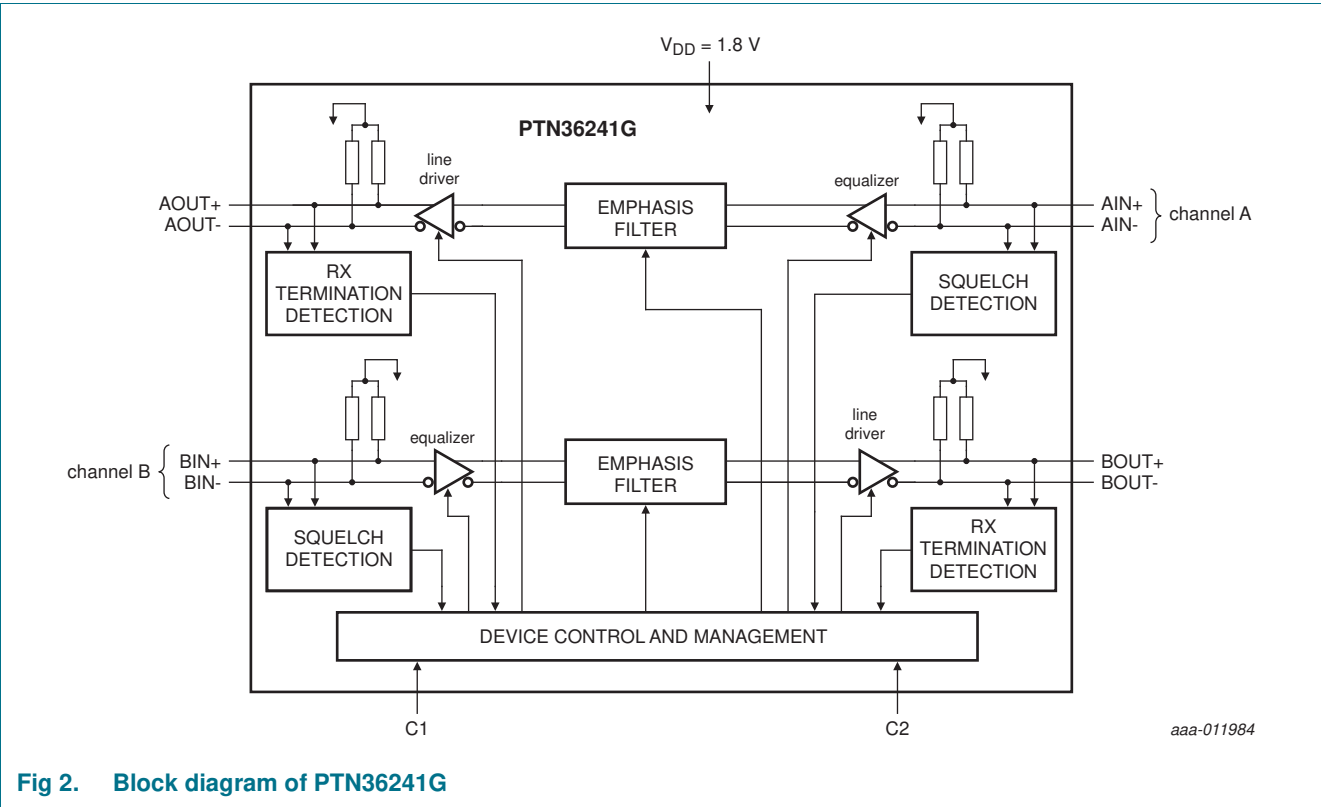 VDD = 1.8 V
PTN36241G
line
driver
equalizer
AOUT+
AOUT-
EMPHASIS
FILTER
AIN+
AIN-
channel A
RX
TERMINATION
DETECTION
SQUELCH
DETECTION
equalizer
line
driver
channel B
BIN+
BIN-
EMPHASIS
FILTER
BOUT+
BOUT-
SQUELCH
DETECTION
RX
TERMINATION
DETECTION
DEVICE CONTROL AND MANAGEMENT
C1
C2
aaa-011984
Fig 2. Block diagram of PTN36241G